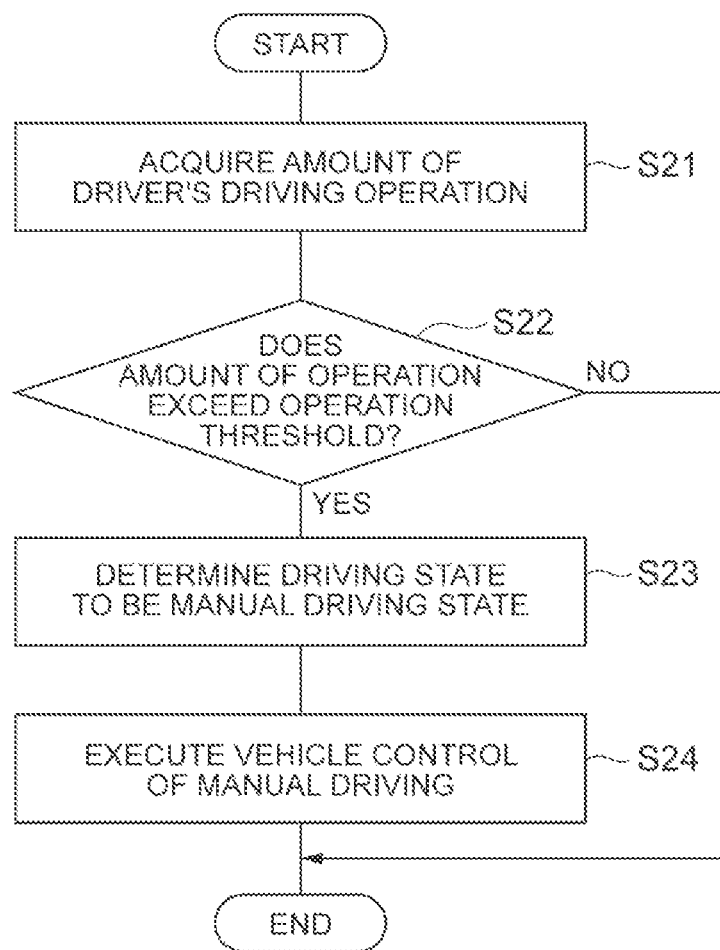 START
ACQUIRE AMOUNT OF
DRIVER'S DRIVING OPERATION
S21
S22
DOES
AMOUNT OF OPERATION
EXCEED OPERATION
THRESHOLD?
NO
YES
DETERMINE DRIVING STATE
TO BE MANUAL DRIVING STATE
S23
EXECUTE VEHICLE CONTROL
OF MANUAL DRIVING
S24
END